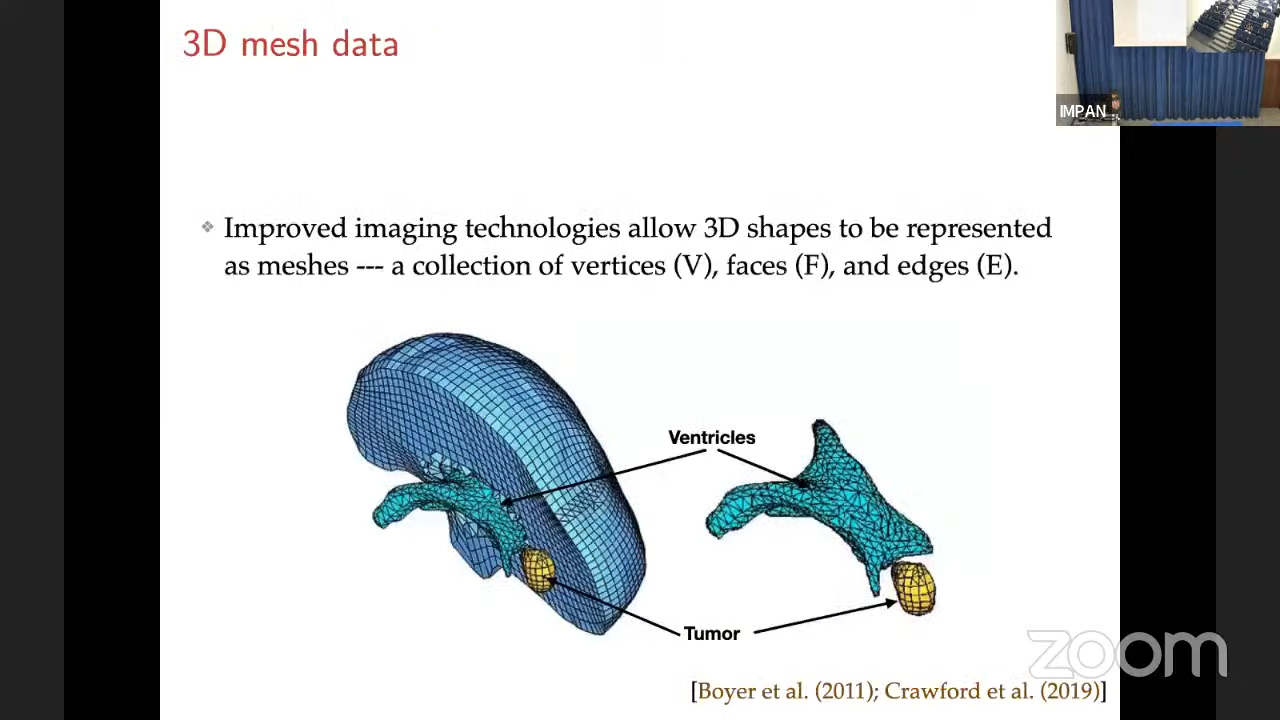 3D mesh data
IMPAN
Improved imaging technologies allow 3D shapes to be represented
as meshes --- a collection of vertices (V), faces (F), and edges (E).
Ventricles
Tumor
zoom
[Boyer et al. (2011); Crawford et al. (2019)]